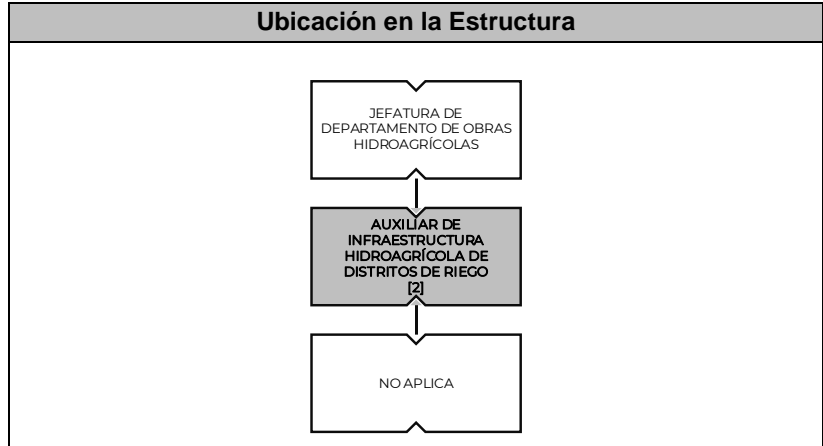 Ubicación en la Estructura
JEFATURA DE
DEPARTAMENTO DE OBRAS
HIDROAGRÍCOLAS
AUXILIAR DE
INFRAESTRUCTURA
HIDROAGRÍCOLA DE
DISTRITOS DE RIEGO
[2]
NO APLICA